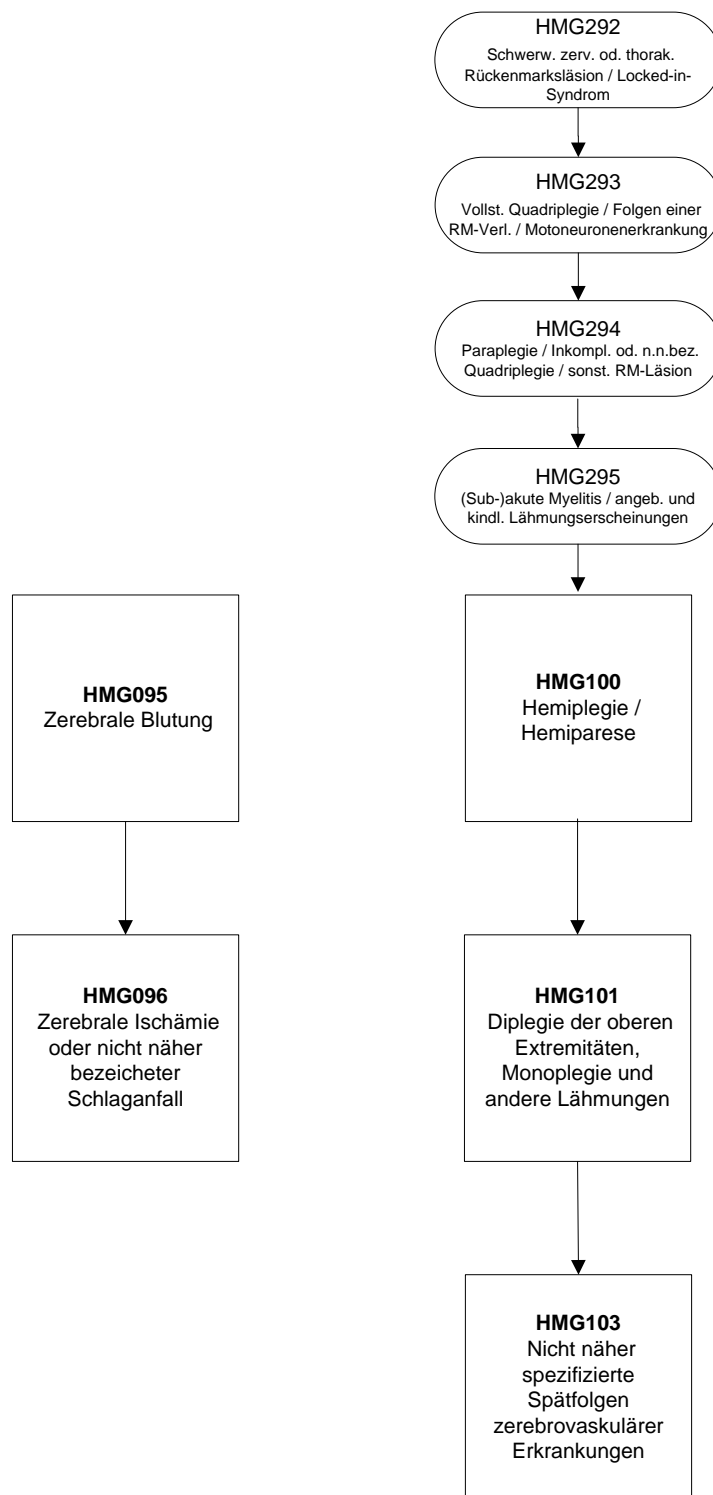 HMG292
Schwerw. zerv. od. thorak.
Rückenmarksläsion / Locked-in-
Syndrom
HMG293
Vollst. Quadriplegie / Folgen einer
RM-Verl. / Motoneuronenerkrankung
HMG294
Paraplegie / Inkompl. od. n.n.bez.
Quadriplegie / sonst. RM-Läsion
HMG295
(Sub-)akute Myelitis / angeb. und
kindl. Lähmungserscheinungen
HMG095
Zerebrale Blutung
HMG100
Hemiplegie /
Hemiparese
HMG096
Zerebrale Ischämie
oder nicht näher
bezeicheter
Schlaganfall
HMG101
Diplegie der oberen
Extremitäten,
Monoplegie und
andere Lähmungen
HMG103
Nicht näher
spezifizierte
Spätfolgen
zerebrovaskulärer
Erkrankungen